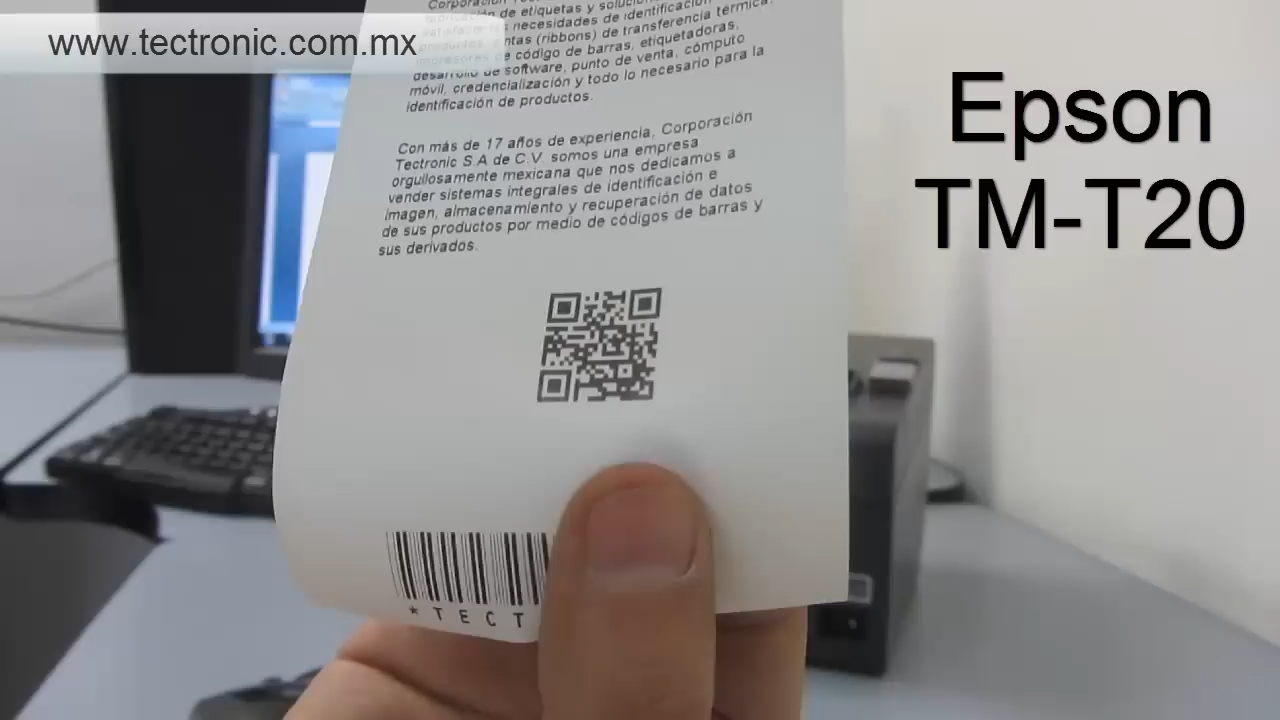 www.tectronic.com.mx
Epson
TM-T20
Corporación
de etiquetas y
necesidades de identificación
(ribbons) de transferencia térmica,
de código de barras, etiquetadoras,
desarrollo de software, punto de venta, cómputo
móvil, credencialización y todo lo necesario para la
identificación de productos.
Con más de 17 años de experiencia, Corporación
Tectronic S.A de C.V. somos una empresa
orgullosamente mexicana que nos dedicamos a
vender sistemas integrales de identificación e
imagen, almacenamiento y recuperación de datos
de sus productos por medio de códigos de barras y
sus derivados.
*TECT